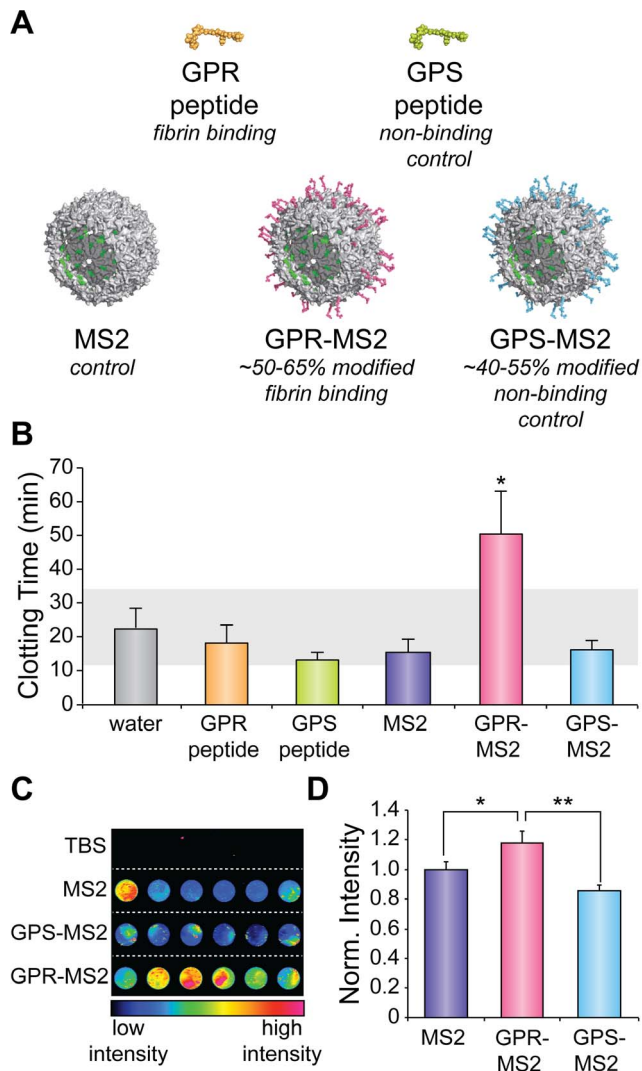 A
GPR
peptide
fibrin binding
GPS
peptide
non-binding
control
MS2
control
GPR-MS2
~50-65% modified
fibrin binding
GPS-MS2
~40-55% modified
non-binding
control
B
Clotting Time (min)
70
60
50
40
30
20
10
0
*
water
GPR
peptide
GPS
peptide
MS2
GPR-
MS2
GPS-
MS2
C
TBS
MS2
GPS-MS2
GPR-MS2
low
intensity
high
intensity
D
Norm. Intensity
1.4
1.2
1.0
0.8
0.6
0.4
0.2
0
*
**
MS2
GPR-
MS2
GPS-
MS2